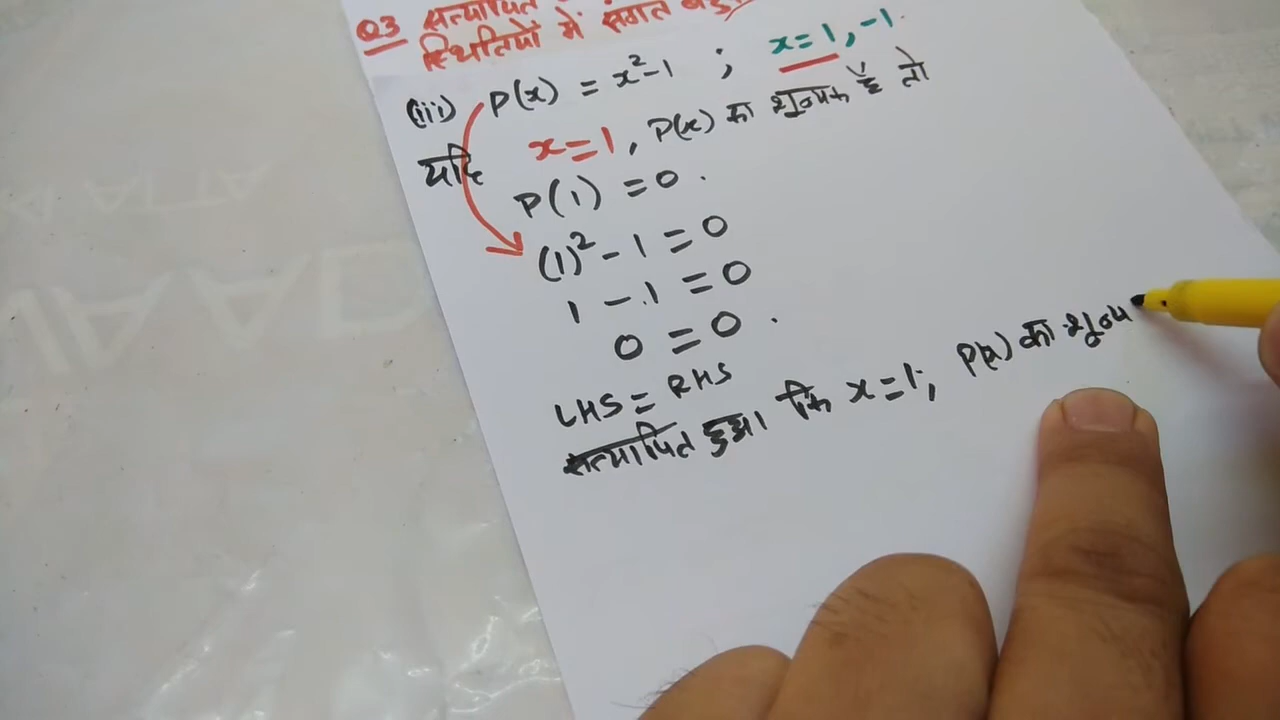 Q3 सत्यापित
स्थितियों में संगत
(iii) P(x) = x²-1 ; x=1, -1.
यदि x=1, P(x) का शून्यक है तो
P(1) =0.
(1)² - 1 = 0
1 - 1 = 0
0 = 0.
LHS = RHS
सत्यापित हुआ कि x=1, P(x) का शून्य